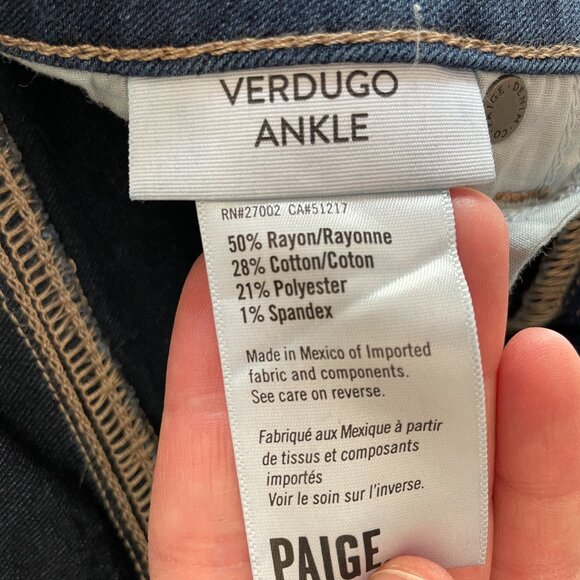 VERDUGO
ANKLE
RN#27002 CA#51217
50% Rayon/Rayonne
28% Cotton/Coton
21% Polyester
1% Spandex
Made in Mexico of Imported
fabric and components.
See care on reverse.
Fabriqué aux Mexique à partir
de tissus et composants
importés
Voir le soin sur l'inverse.
PAIGE